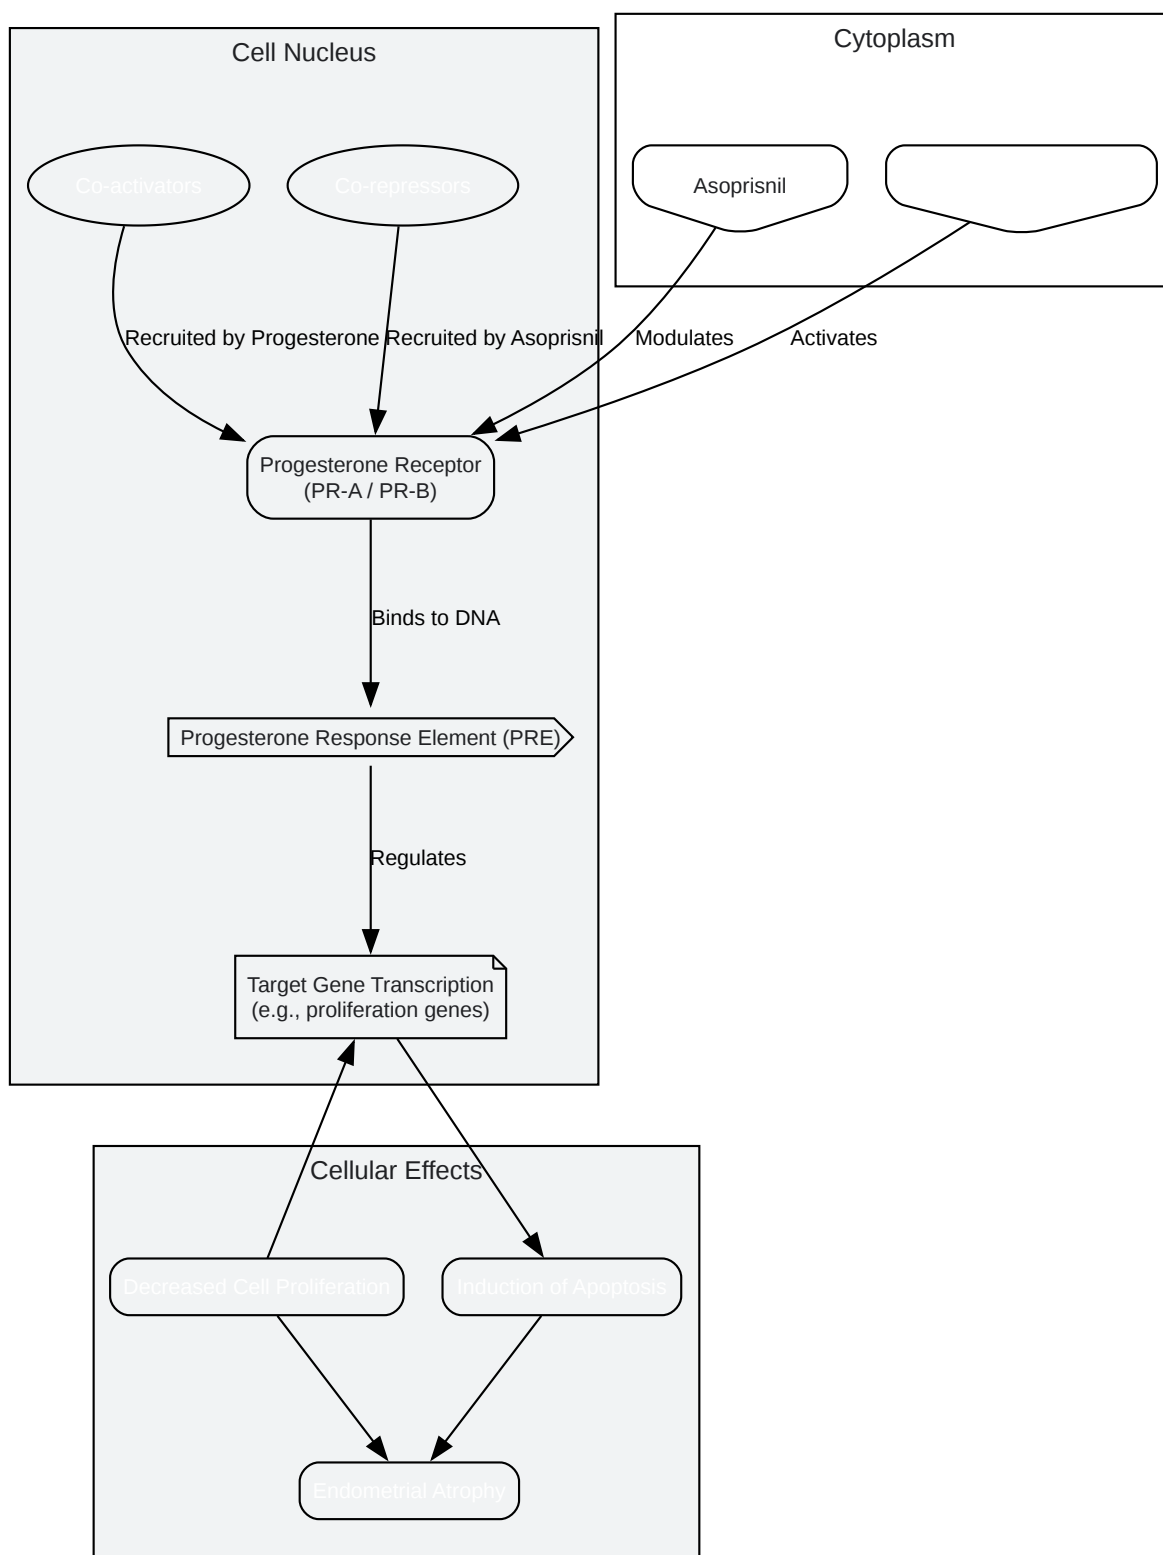 Cell Nucleus
Cytoplasm
Co-activators
Co-repressors
Asoprisnil
Recruited by Progesterone
Recruited by Asoprisnil
Modulates
Activates
Progesterone Receptor
(PR-A / PR-B)
Binds to DNA
Progesterone Response Element (PRE)
Regulates
Target Gene Transcription
(e.g., proliferation genes)
Cellular Effects
Decreased Cell Proliferation
Induction of Apoptosis
Endometrial Atrophy